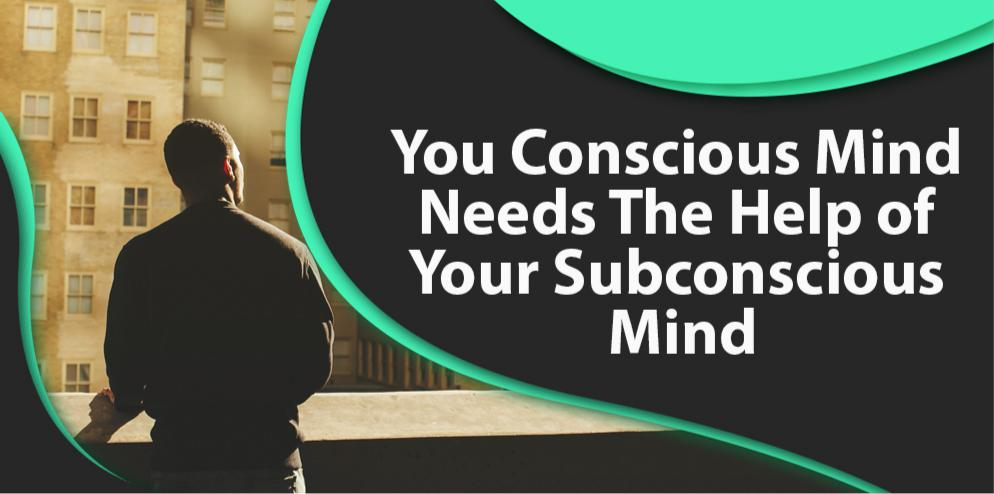 You Conscious Mind
Needs The Help of
Your Subconscious
Mind